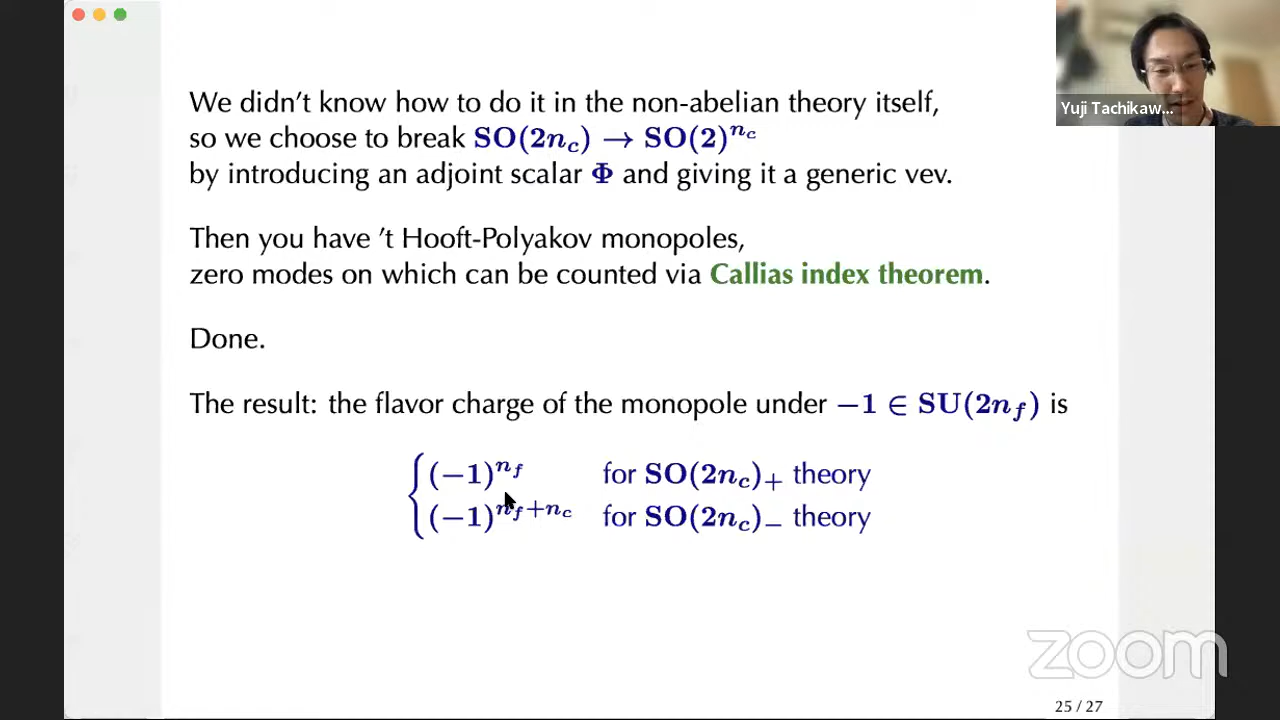 We didn't know how to do it in the non-abelian theory itself,
so we choose to break SO(2n_c) → SO(2)^{n_c}
by introducing an adjoint scalar Φ and giving it a generic vev.
Then you have 't Hooft-Polyakov monopoles,
zero modes on which can be counted via Callias index theorem.
Done.
The result: the flavor charge of the monopole under −1 ∈ SU(2n_f) is
(−1)^{n_f} for SO(2n_c)_+ theory
(−1)^{n_f+n_c} for SO(2n_c)_− theory
Yuji Tachikaw...
zoom
25 / 27